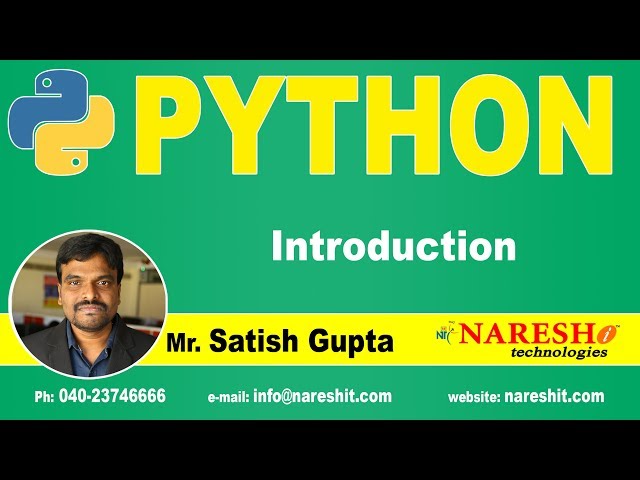 PYTHON
Introduction
Mr. Satish Gupta
NARESH i
technologies
Ph: 040-23746666 e-mail: info@nareshit.com website: nareshit.com